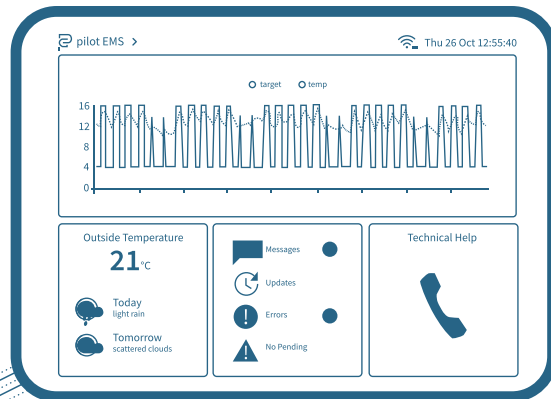 pilot EMS >
Thu 26 Oct 12:55:40
target
temp
16
12
8
4
0
Outside Temperature
21°C
Today
light rain
Tomorrow
scattered clouds
Messages
Updates
Errors
No Pending
Technical Help